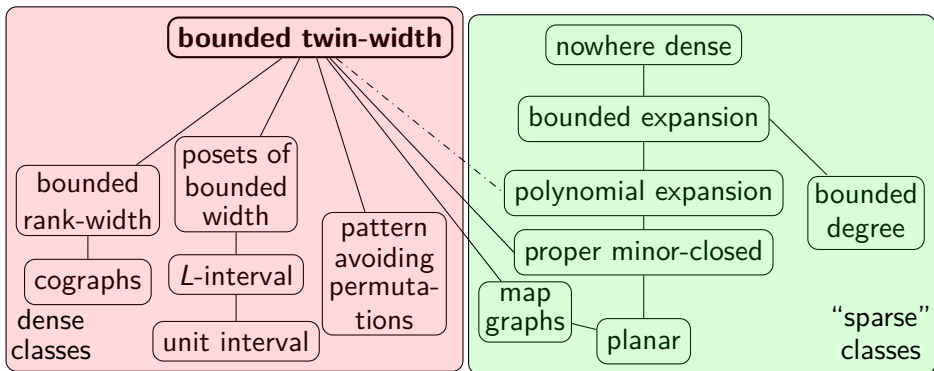 bounded twin-width
bounded
rank-width
cographs
dense
classes
posets of
bounded
width
L-interval
unit interval
pattern
avoiding
permuta-
tions
nowhere dense
bounded expansion
polynomial expansion
proper minor-closed
map
graphs
planar
bounded
degree
“sparse”
classes